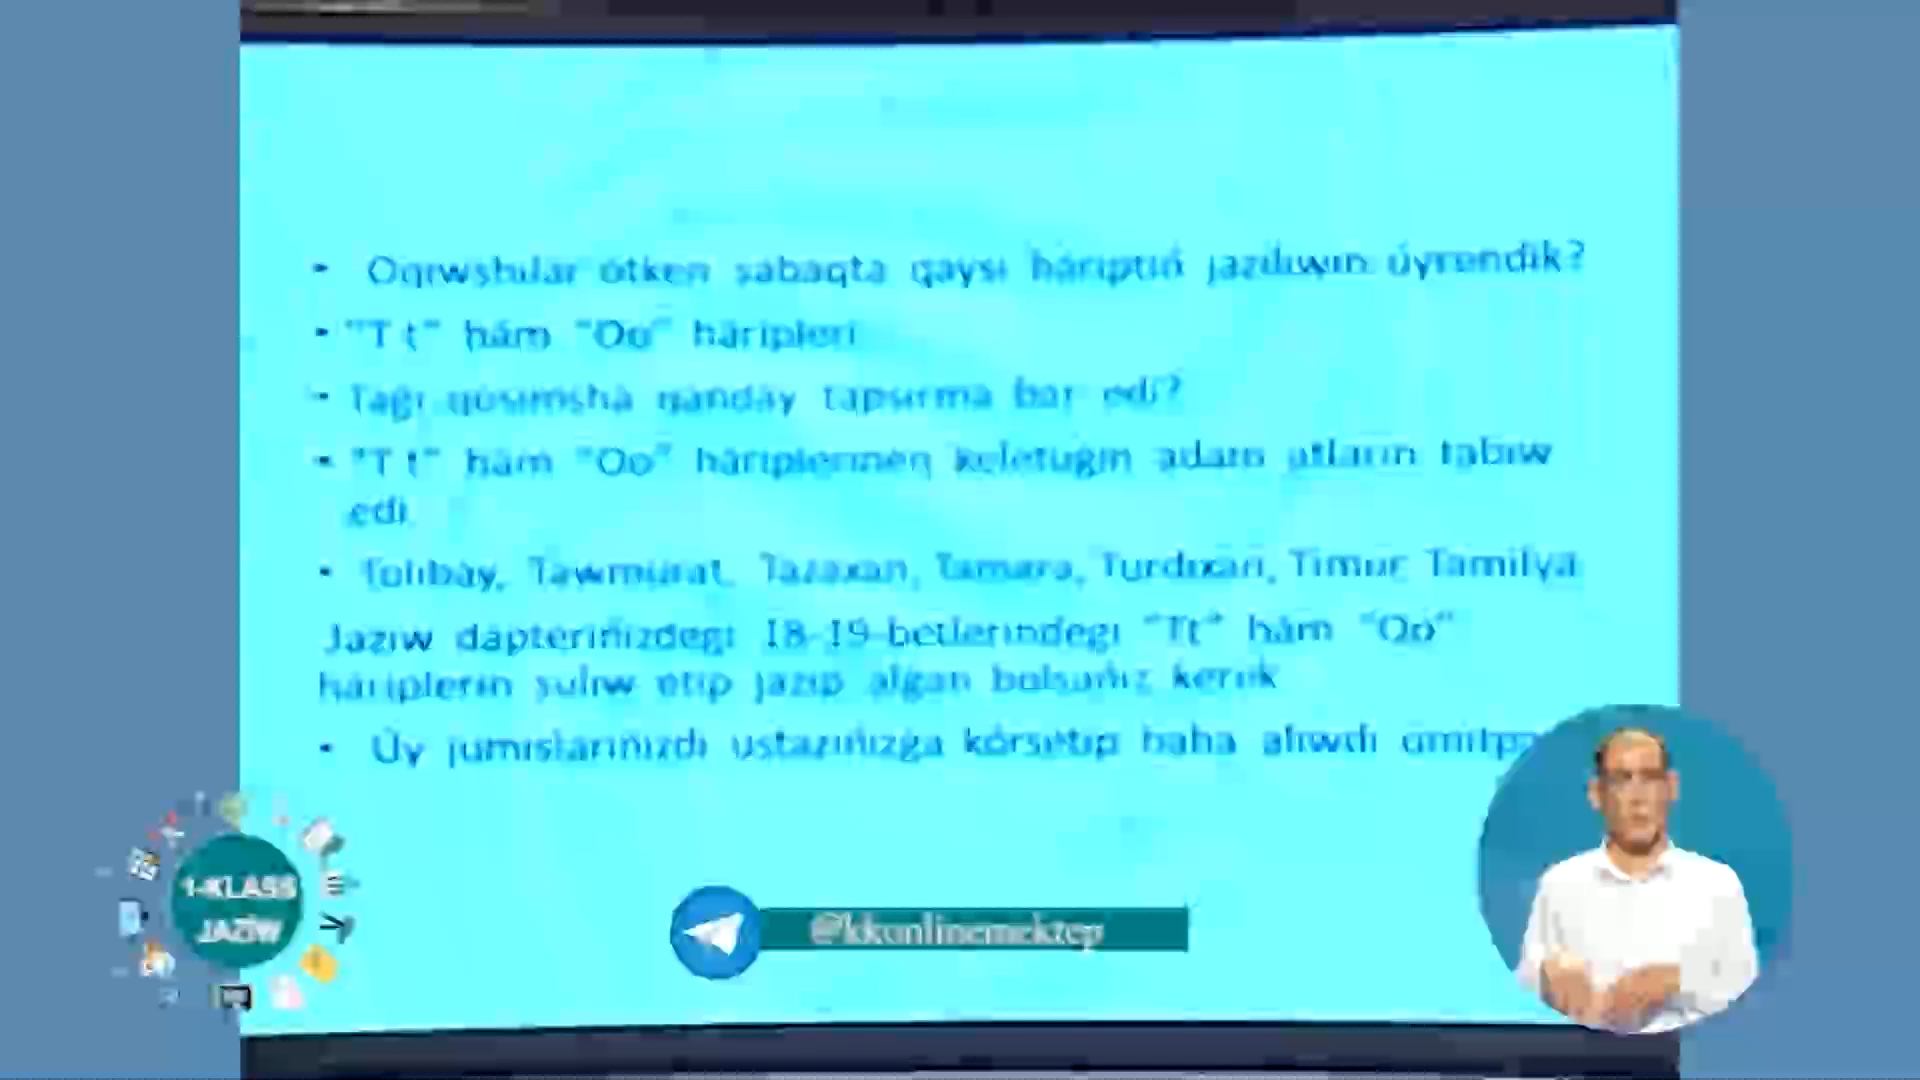 • Oqıwshılar ótken sabaqta qaysı háriptiń jazılıwın úyrendik?
• "T t" hám "Oo" háripleri
• Taǵı qosımsha qanday tapsırma bar edi?
• "T t" hám "Oo" háriplerinen keletuǵın adam atların tabıw
edi.
• Tolıbay, Tawmurat, Tazaxan, Tamara, Turdıxan, Timur, Tamilya
Jazıw dápterińizdegi 18-19-betlerindegi "Tt" hám "Oo"
háriplerin sulıw etip jazıp alǵan bolsańız kerek
• Úy jumıslarıńızdı ustazıńızǵa kórsetip baha alıwdı
1-KLASS
JAZÍW
@kkonlinemektep